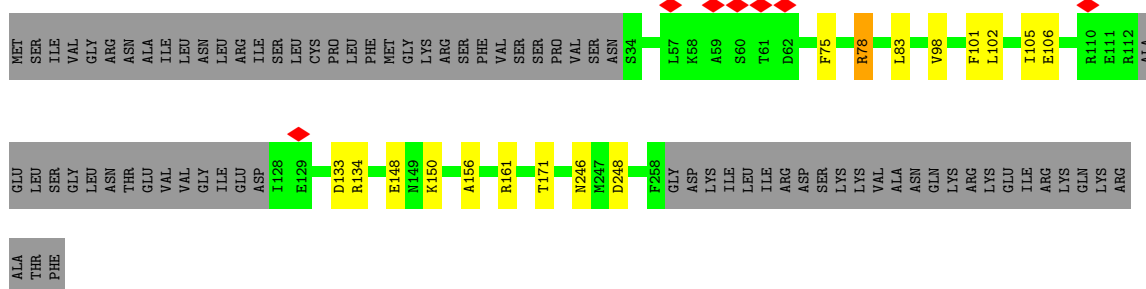 MET SER ILE VAL GLY ARG ASN ALA ILE LEU ASN LEU ARG ILE SER LEU CYS PRO LEU PHE MET GLY LYS ARG SER PHE VAL SER SER PRO VAL SER ASN S34 L57 K58 A59 S60 T61 D62 F75 R78 L83 V98 F101 L102 I105 E106 R110 E111 R112 ALA
GLU LEU SER GLY LEU ASN THR GLU VAL VAL GLY ILE GLU ASP I128 E129 D133 R134 E148 N149 K150 A156 R161 T171 N246 M247 D248 F258 GLY ASP LYS ILE LEU ILE ARG ASP SER LYS LYS VAL ALA ASN GLN LYS ARG LYS GLU ILE ARG LYS GLN LYS ARG
ALA THR PHE